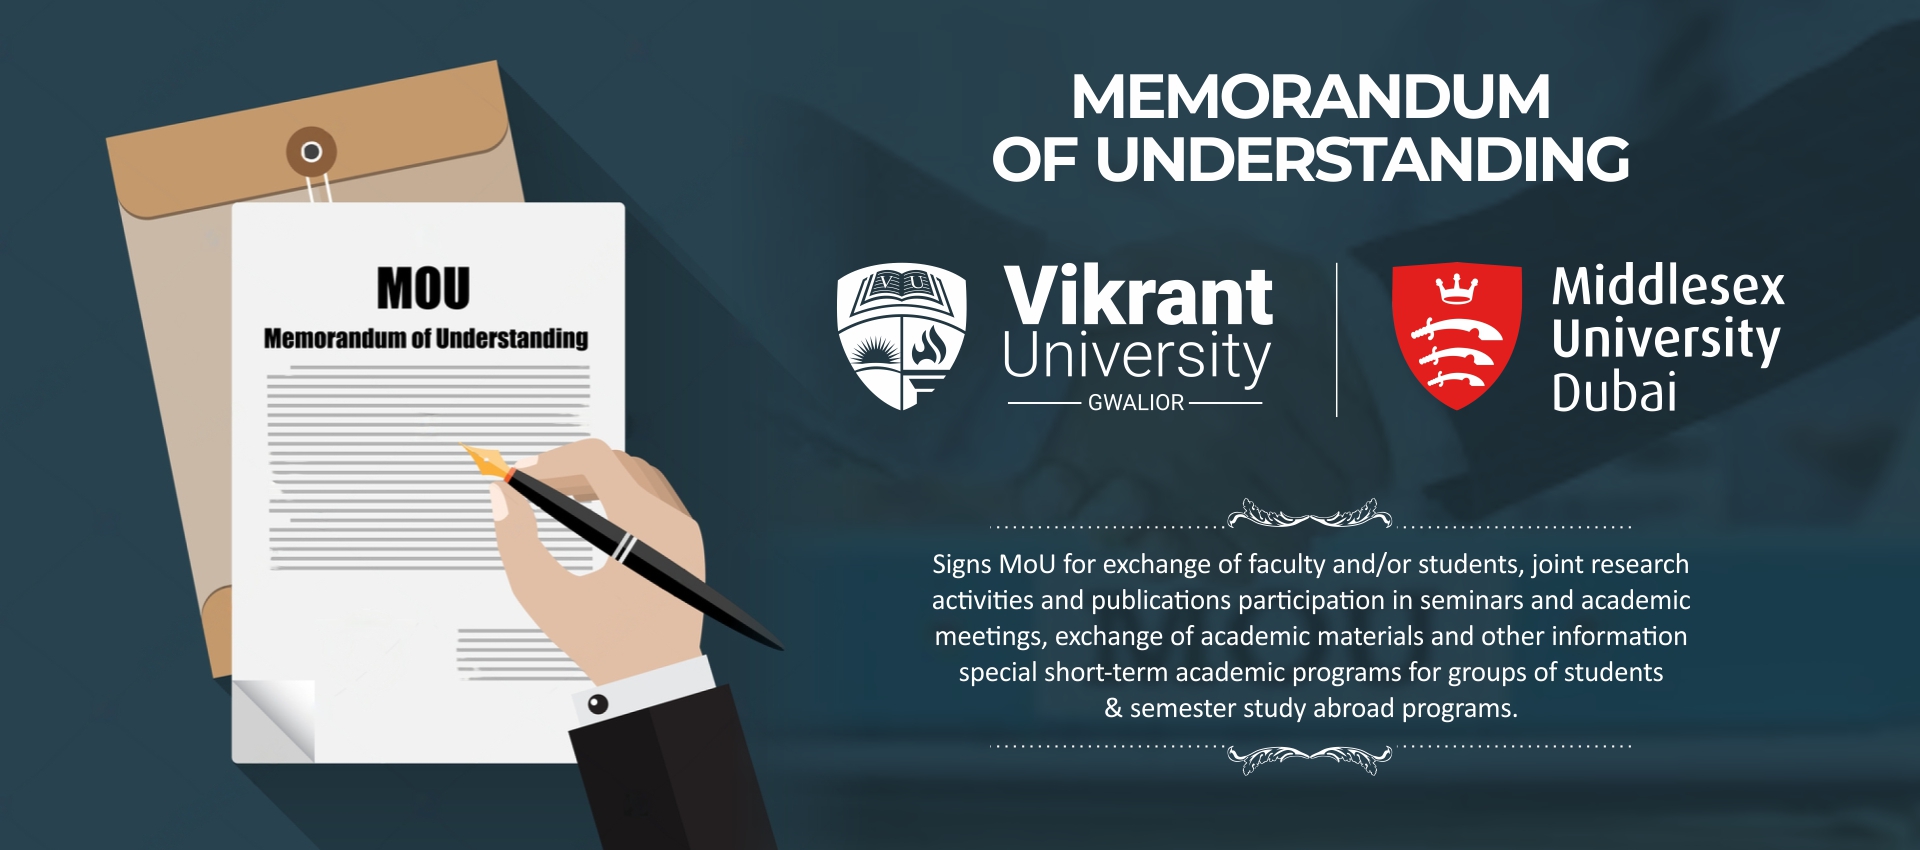 MOU
Memorandum of Understanding
MEMORANDUM
OF UNDERSTANDING
V U
Vikrant
University
GWALIOR
Middlesex
University
Dubai
Signs MoU for exchange of faculty and/or students, joint research
activities and publications participation in seminars and academic
meetings, exchange of academic materials and other information
special short-term academic programs for groups of students
& semester study abroad programs.